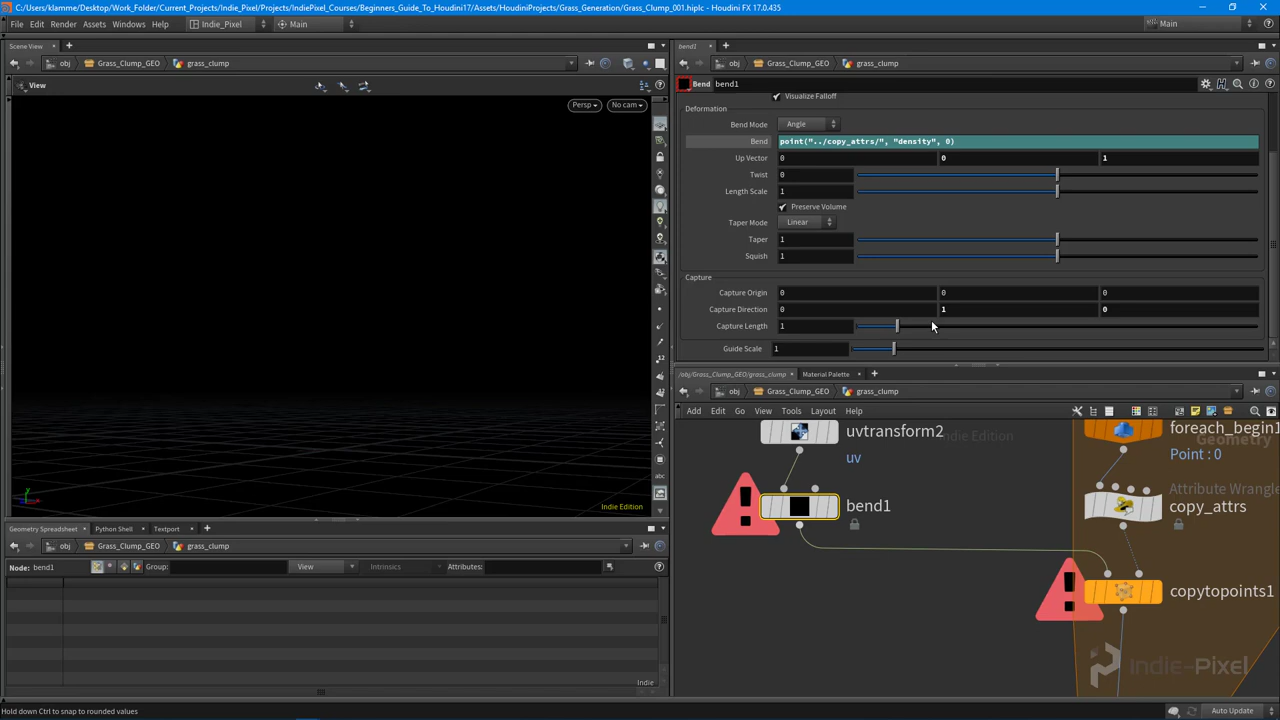 C:/Users/klamme/Desktop/Work_Folder/Current_Projects/Indie_Pixel/Projects/IndiePixel_Courses/Beginners_Guide_To_Houdini17/Assets/HoudiniProjects/Grass_Generation/Grass_Clump_001.hiplc - Houdini FX 17.0.435
File Edit Render Assets Windows Help Indie_Pixel Main Main
Scene View
obj Grass_Clump_GEO grass_clump
View
Persp No cam
Indie Edition
bend1
obj Grass_Clump_GEO grass_clump
Bend bend1
Visualize Falloff
Deformation
Bend Mode Angle
Bend point("../copy_attrs/", "density", 0)
Up Vector 0 0 1
Twist 0
Length Scale 1
Preserve Volume
Taper Mode Linear
Taper 1
Squish 1
Capture
Capture Origin 0 0 0
Capture Direction 0 1 0
Capture Length 1
Guide Scale 1
/obj/Grass_Clump_GEO/grass_clump Material Palette
obj Grass_Clump_GEO grass_clump
Add Edit Go View Tools Layout Help
Indie Edition
Geometry
uvtransform2
uv
bend1
foreach_begin1
Point : 0
Attribute Wrangle
copy_attrs
copytopoints1
Indie-Pixel
Geometry Spreadsheet Python Shell Textport
obj Grass_Clump_GEO grass_clump
Node: bend1 Group: View Intrinsics Attributes:
Indie
Hold down Ctrl to snap to rounded values
Auto Update